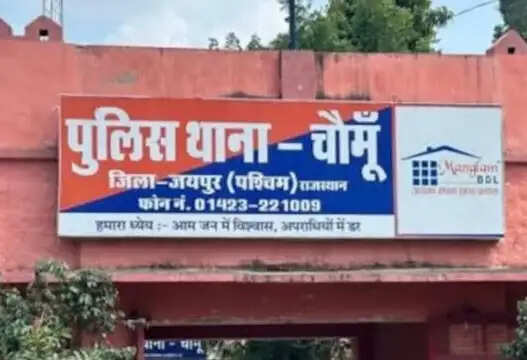 पुलिस थाना - चौमूँ
जिला-जयपुर (पश्चिम) राजस्थान
फोन नं. 01423-221009
हमारा ध्येय :- आम जन में विश्वास, अपराधियों में डर
Manglam
BDL
थाना - चौमूँ